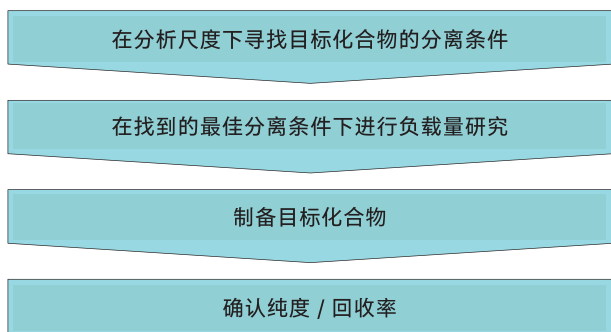 在分析尺度下寻找目标化合物的分离条件
在找到的最佳分离条件下进行负载量研究
制备目标化合物
确认纯度 / 回收率